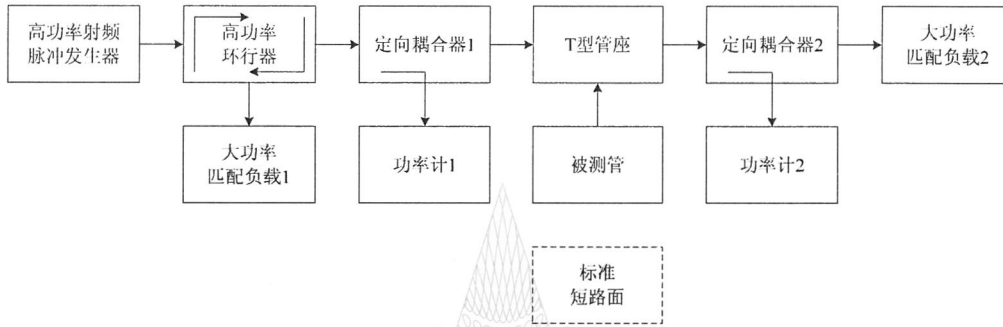 高功率射频
脉冲发生器
高功率
环行器
定向耦合器1
T型管座
定向耦合器2
大功率
匹配负载2
大功率
匹配负载1
功率计1
被测管
功率计2
标准
短路面